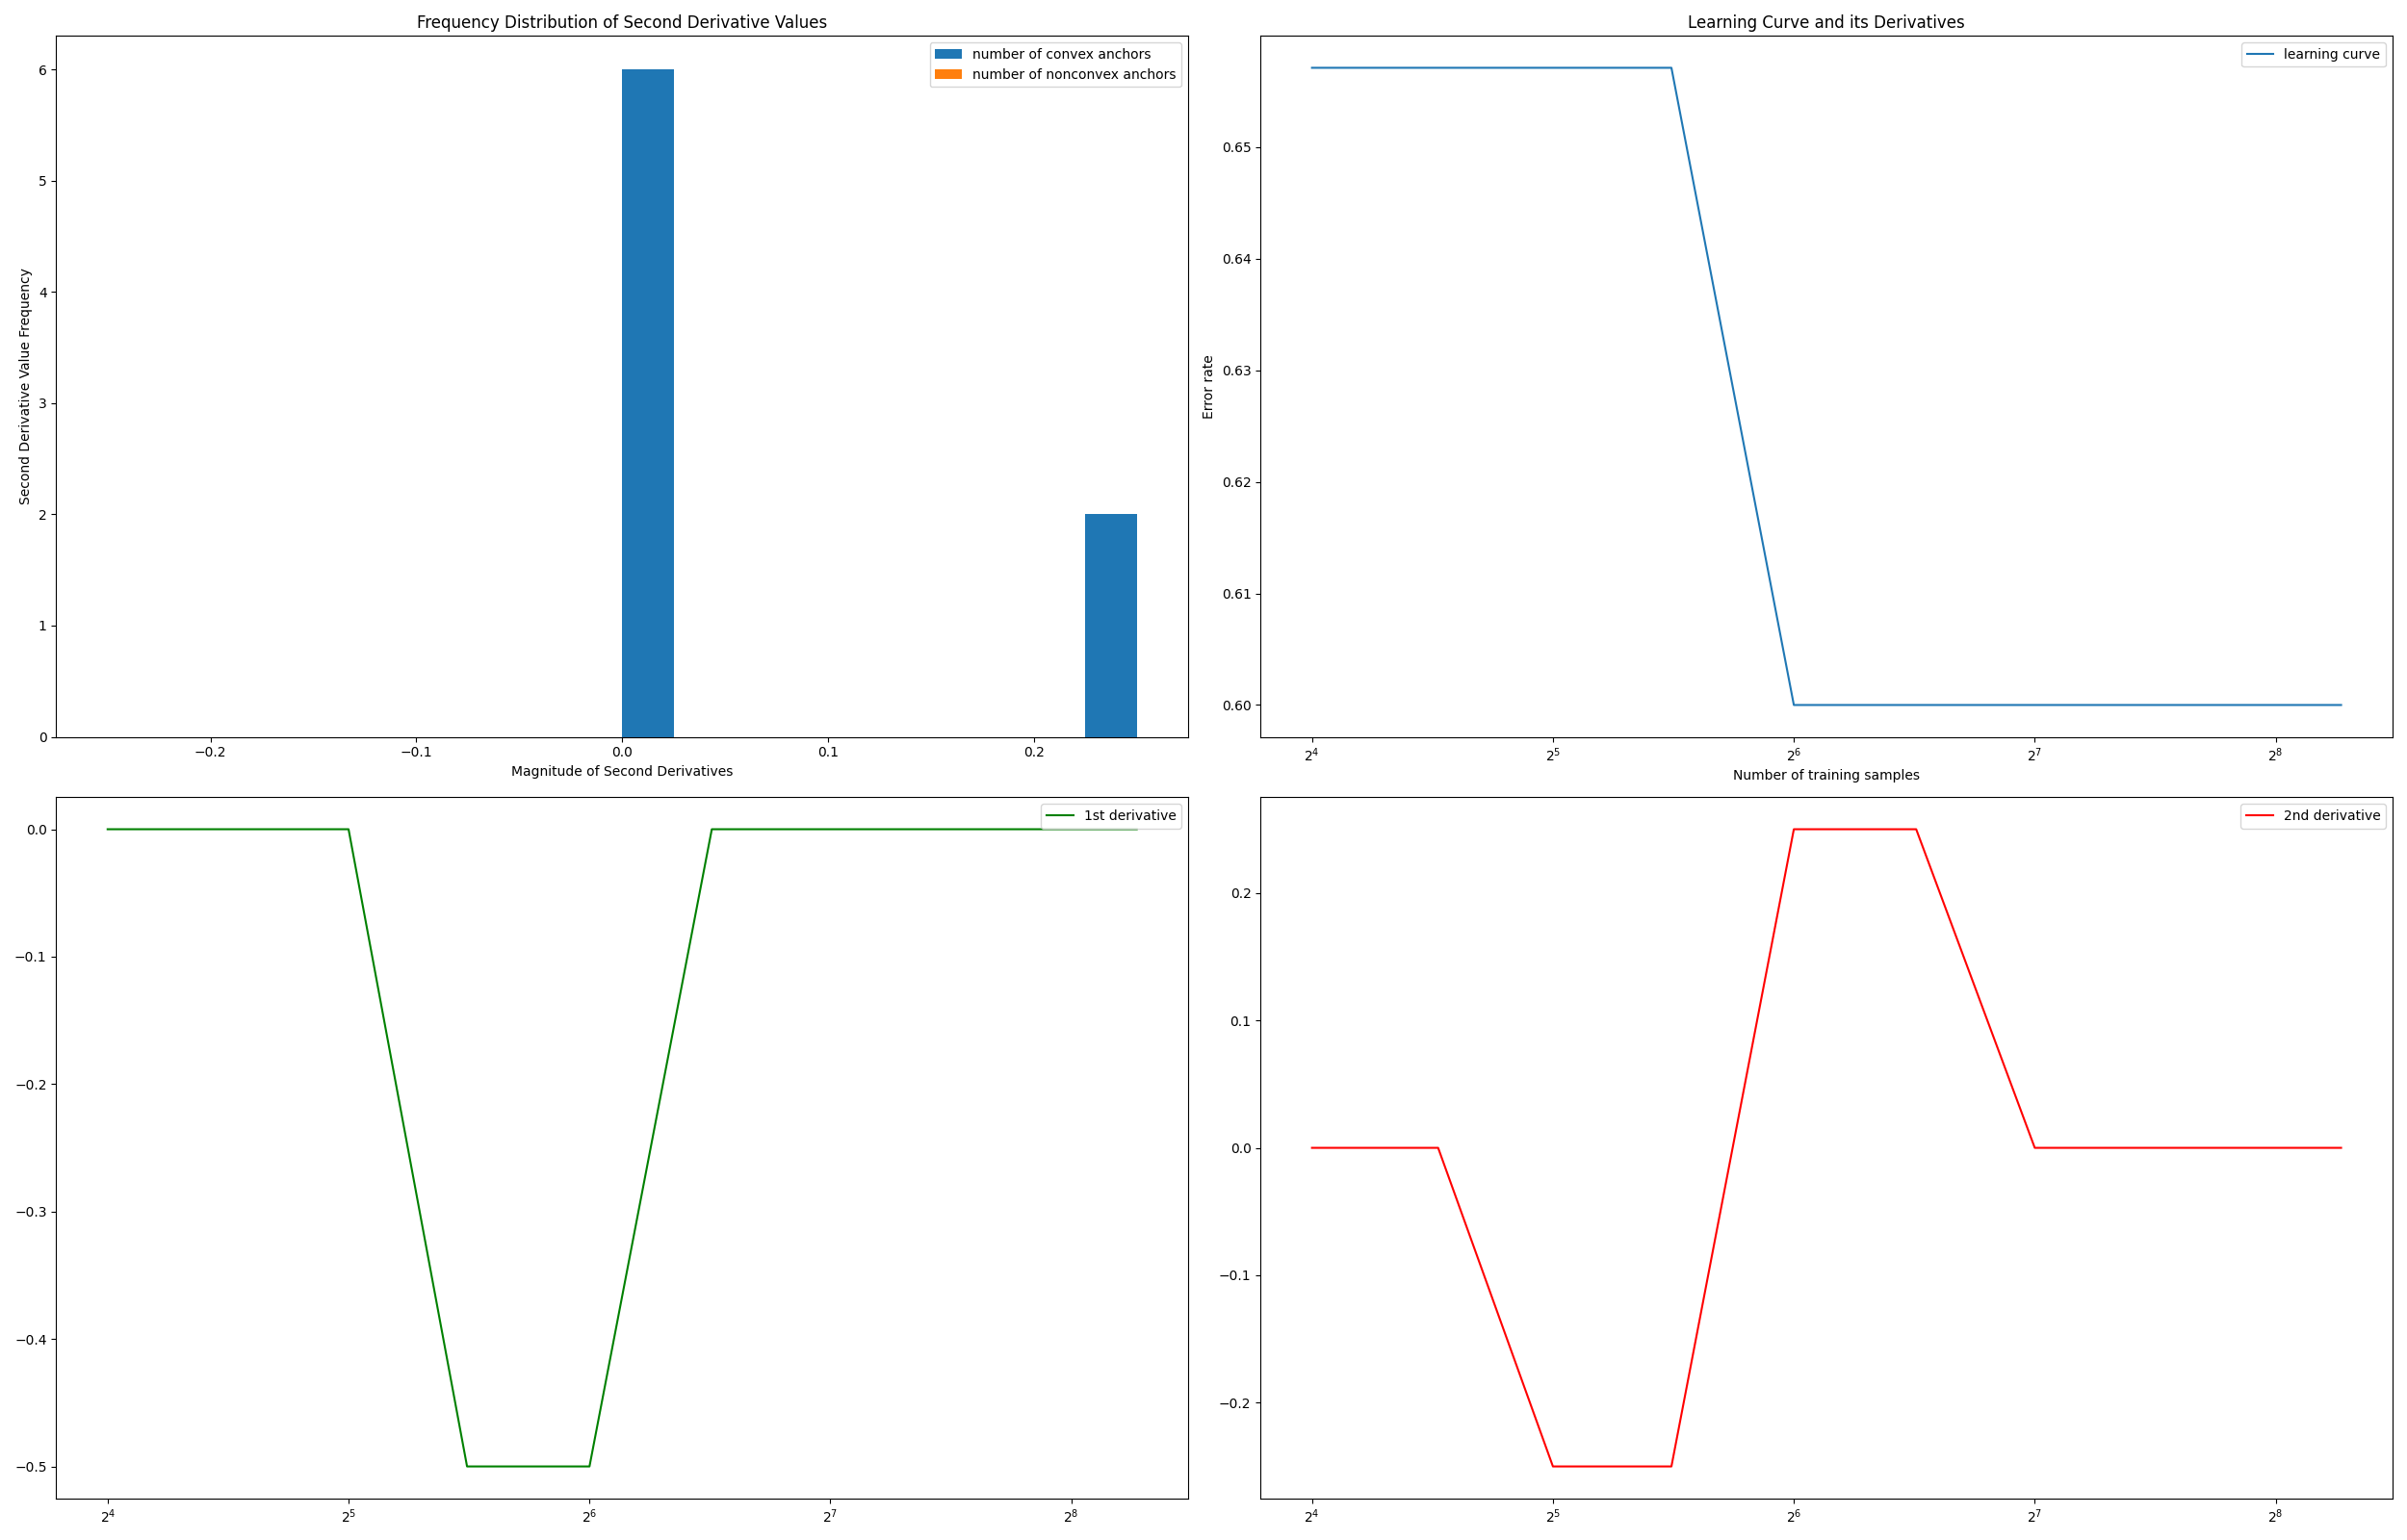 Frequency Distribution of Second Derivative Values
number of convex anchors
number of nonconvex anchors
Second Derivative Value Frequency
6
5
4
3
2
1
0
−0.2 −0.1 0.0 0.1 0.2
Magnitude of Second Derivatives
Learning Curve and its Derivatives
learning curve
Error rate
0.65
0.64
0.63
0.62
0.61
0.60
2⁴ 2⁵ 2⁶ 2⁷ 2⁸
Number of training samples
1st derivative
0.0
−0.1
−0.2
−0.3
−0.4
−0.5
2⁴ 2⁵ 2⁶ 2⁷ 2⁸
2nd derivative
0.2
0.1
0.0
−0.1
−0.2
2⁴ 2⁵ 2⁶ 2⁷ 2⁸